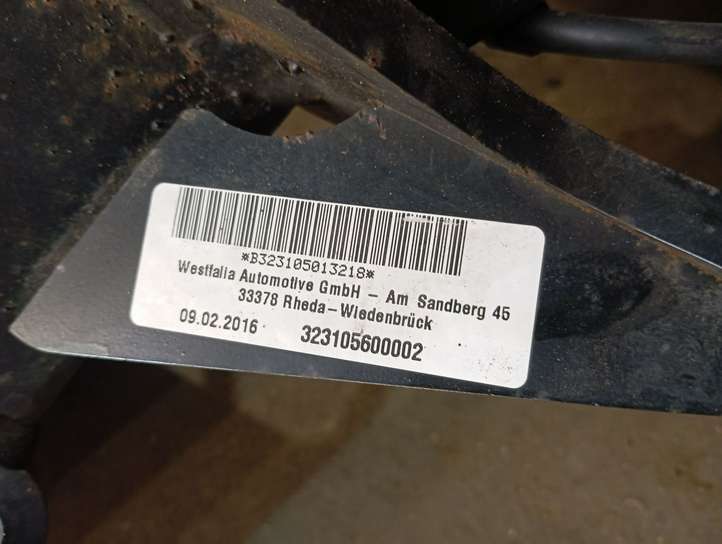 *B323105013218*
Westfalia Automotive GmbH - Am Sandberg 45
33378 Rheda-Wiedenbrück
09.02.2016 323105600002